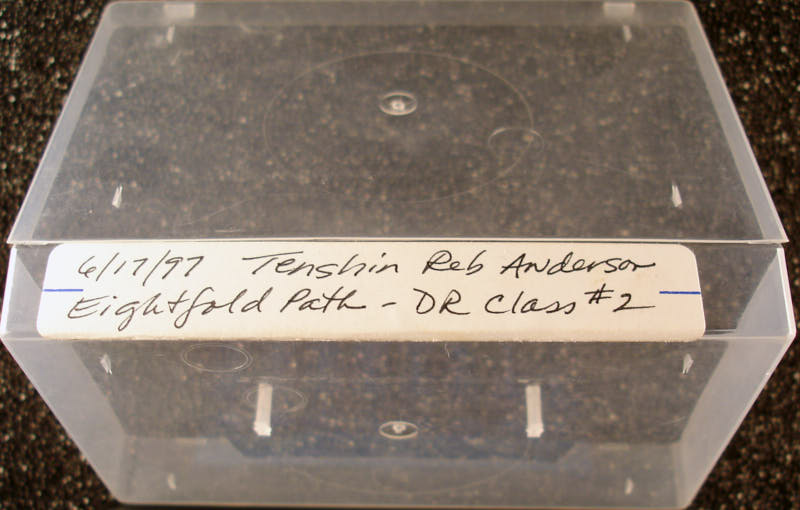 6/17/97 Tenshin Reb Anderson
Eightfold Path - DR Class #2